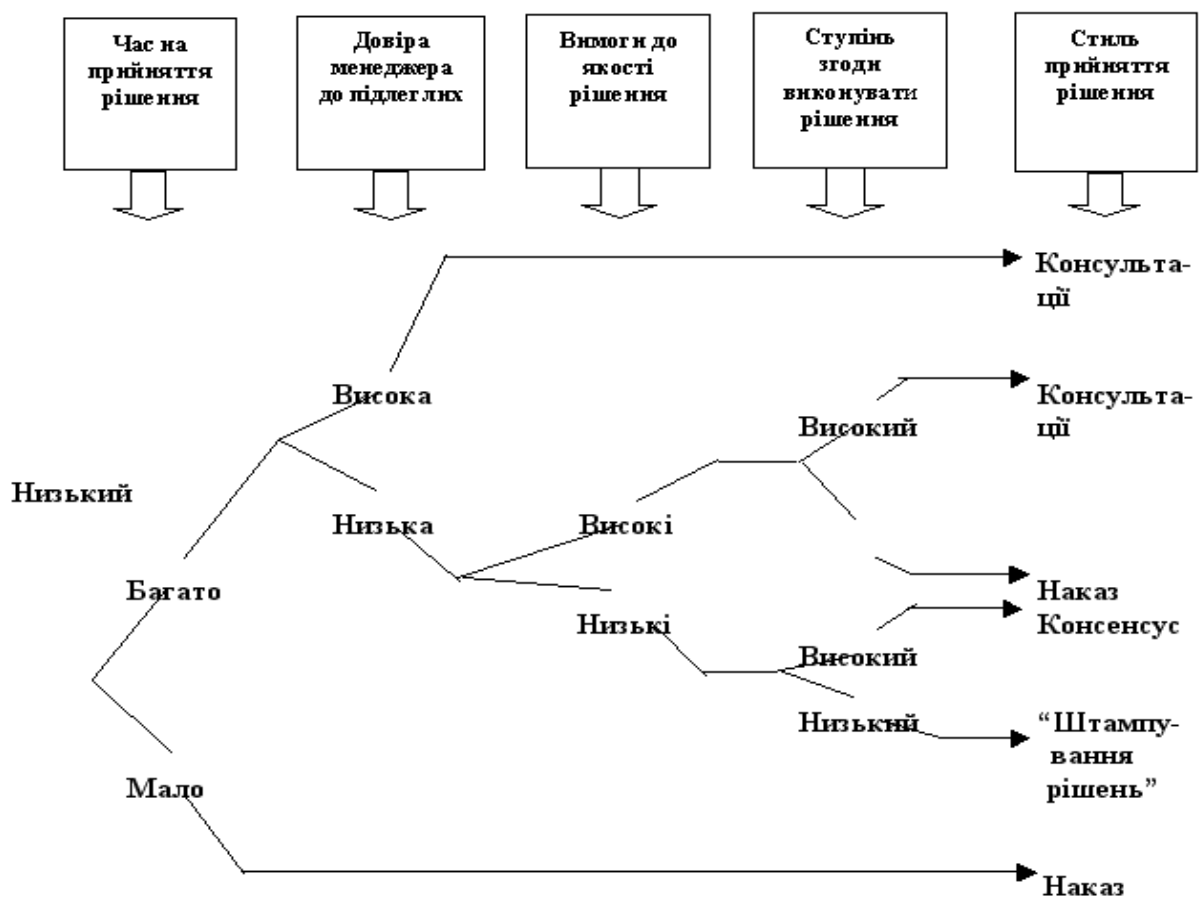 Час на
прийняття
рішення
Довіра
менеджера
до підлеглих
Вимоги до
якості
рішення
Ступінь
згоди
виконувати
рішення
Стиль
прийняття
рішення
Консульта-
ції
Висока
Консульта-
ції
Високий
Низький
Низька
Високі
Багато
Наказ
Низькі
Консенсус
Високий
Низький
“Штампу-
вання
рішень”
Мало
Наказ